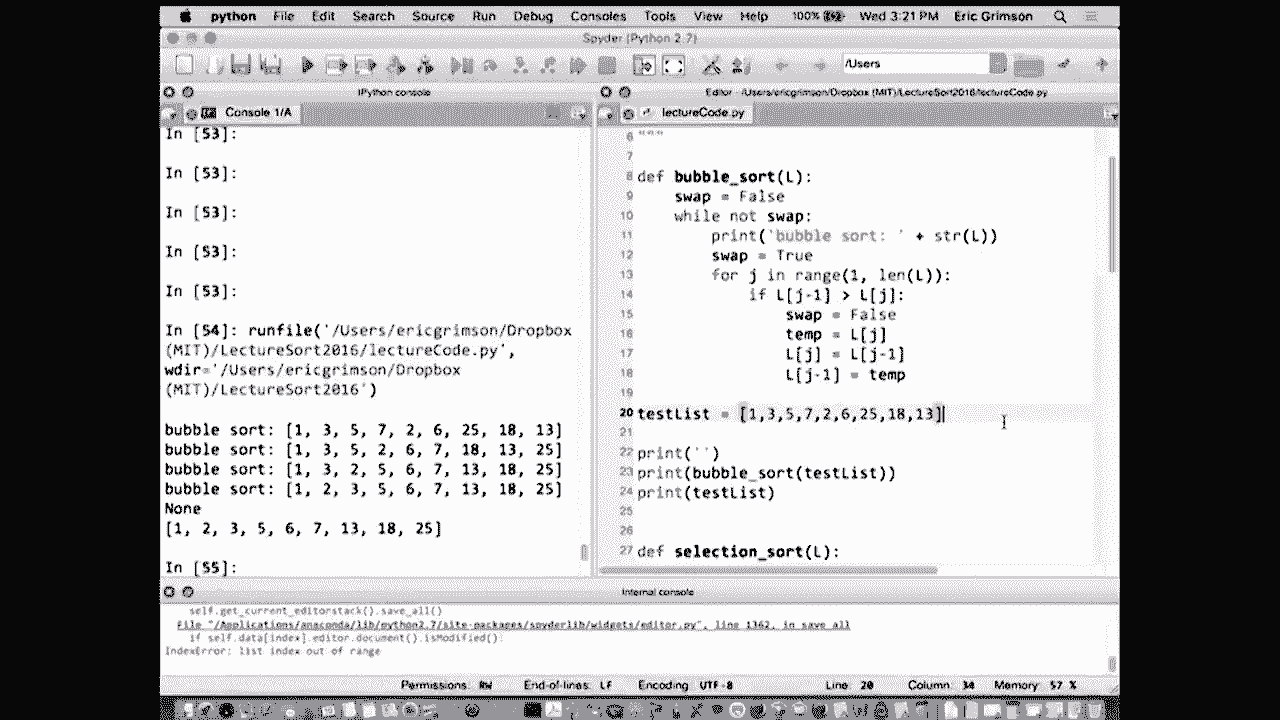 python File Edit Search Source Run Debug Consoles Tools View Help 100% Wed 3:21 PM Eric Grimson
Spyder (Python 2.7)
/Users
IPython console
Console 1/A
In [53]:
In [53]:
In [53]:
In [53]:
In [53]:
In [54]: runfile('/Users/ericgrimson/Dropbox
(MIT)/LectureSort2016/lectureCode.py',
wdir='/Users/ericgrimson/Dropbox
(MIT)/LectureSort2016')
bubble sort: [1, 3, 5, 7, 2, 6, 25, 18, 13]
bubble sort: [1, 3, 5, 2, 6, 7, 18, 13, 25]
bubble sort: [1, 3, 2, 5, 6, 7, 13, 18, 25]
bubble sort: [1, 2, 3, 5, 6, 7, 13, 18, 25]
None
[1, 2, 3, 5, 6, 7, 13, 18, 25]
In [55]:
Editor - /Users/ericgrimson/Dropbox (MIT)/LectureSort2016/lectureCode.py
lectureCode.py
6 """
7
8 def bubble_sort(L):
9 swap = False
10 while not swap:
11 print('bubble sort: ' + str(L))
12 swap = True
13 for j in range(1, len(L)):
14 if L[j-1] > L[j]:
15 swap = False
16 temp = L[j]
17 L[j] = L[j-1]
18 L[j-1] = temp
19
20 testList = [1,3,5,7,2,6,25,18,13]
21
22 print('')
23 print(bubble_sort(testList))
24 print(testList)
25
26
27 def selection_sort(L):
Internal console
self.get_current_editorstack().save_all()
File "/Applications/anaconda/lib/python2.7/site-packages/spyderlib/widgets/editor.py", line 1362, in save_all
if self.data[index].editor.document().isModified():
IndexError: list index out of range
Permissions: RW End-of-lines: LF Encoding: UTF-8 Line: 20 Column: 34 Memory: 57 %